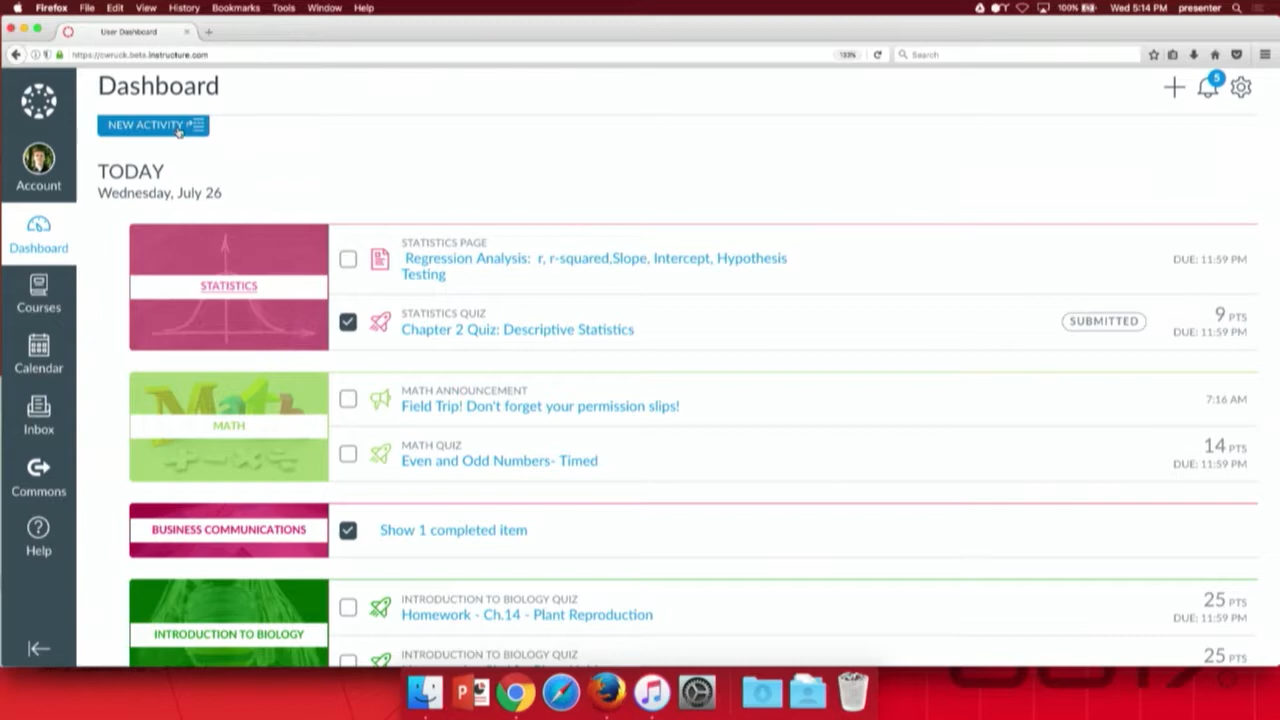 Firefox File Edit View History Bookmarks Tools Window Help 100% Wed 5:14 PM presenter
User Dashboard
https://cwruck.beta.instructure.com 133% Search
Dashboard
5
NEW ACTIVITY
Account
TODAY
Wednesday, July 26
Dashboard
Courses
Calendar
Inbox
Commons
Help
STATISTICS
STATISTICS PAGE
Regression Analysis: r, r-squared,Slope, Intercept, Hypothesis
Testing
DUE: 11:59 PM
STATISTICS QUIZ
Chapter 2 Quiz: Descriptive Statistics
SUBMITTED
9 PTS
DUE: 11:59 PM
Math
MATH
MATH ANNOUNCEMENT
Field Trip! Don't forget your permission slips!
7:16 AM
MATH QUIZ
Even and Odd Numbers- Timed
14 PTS
DUE: 11:59 PM
BUSINESS COMMUNICATIONS
Show 1 completed item
INTRODUCTION TO BIOLOGY
INTRODUCTION TO BIOLOGY QUIZ
Homework - Ch.14 - Plant Reproduction
25 PTS
DUE: 11:59 PM
INTRODUCTION TO BIOLOGY QUIZ
25 PTS